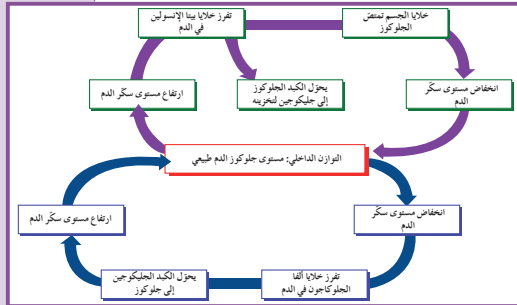 تفرز خلايا بيتا الإنسولين
في الدم
خلايا الجسم تمتصّ
الجلوكوز
ارتفاع مستوى سكّر الدم
يحوّل الكبد الجلوكوز
إلى جليكوجين لتخزينه
انخفاض مستوى سكّر
الدم
التوازن الداخلي: مستوى جلوكوز الدم طبيعي
ارتفاع مستوى سكّر الدم
انخفاض مستوى سكّر
الدم
يحوّل الكبد الجليكوجين
إلى جلوكوز
تفرز خلايا ألفا
الجلوكاجون في الدم